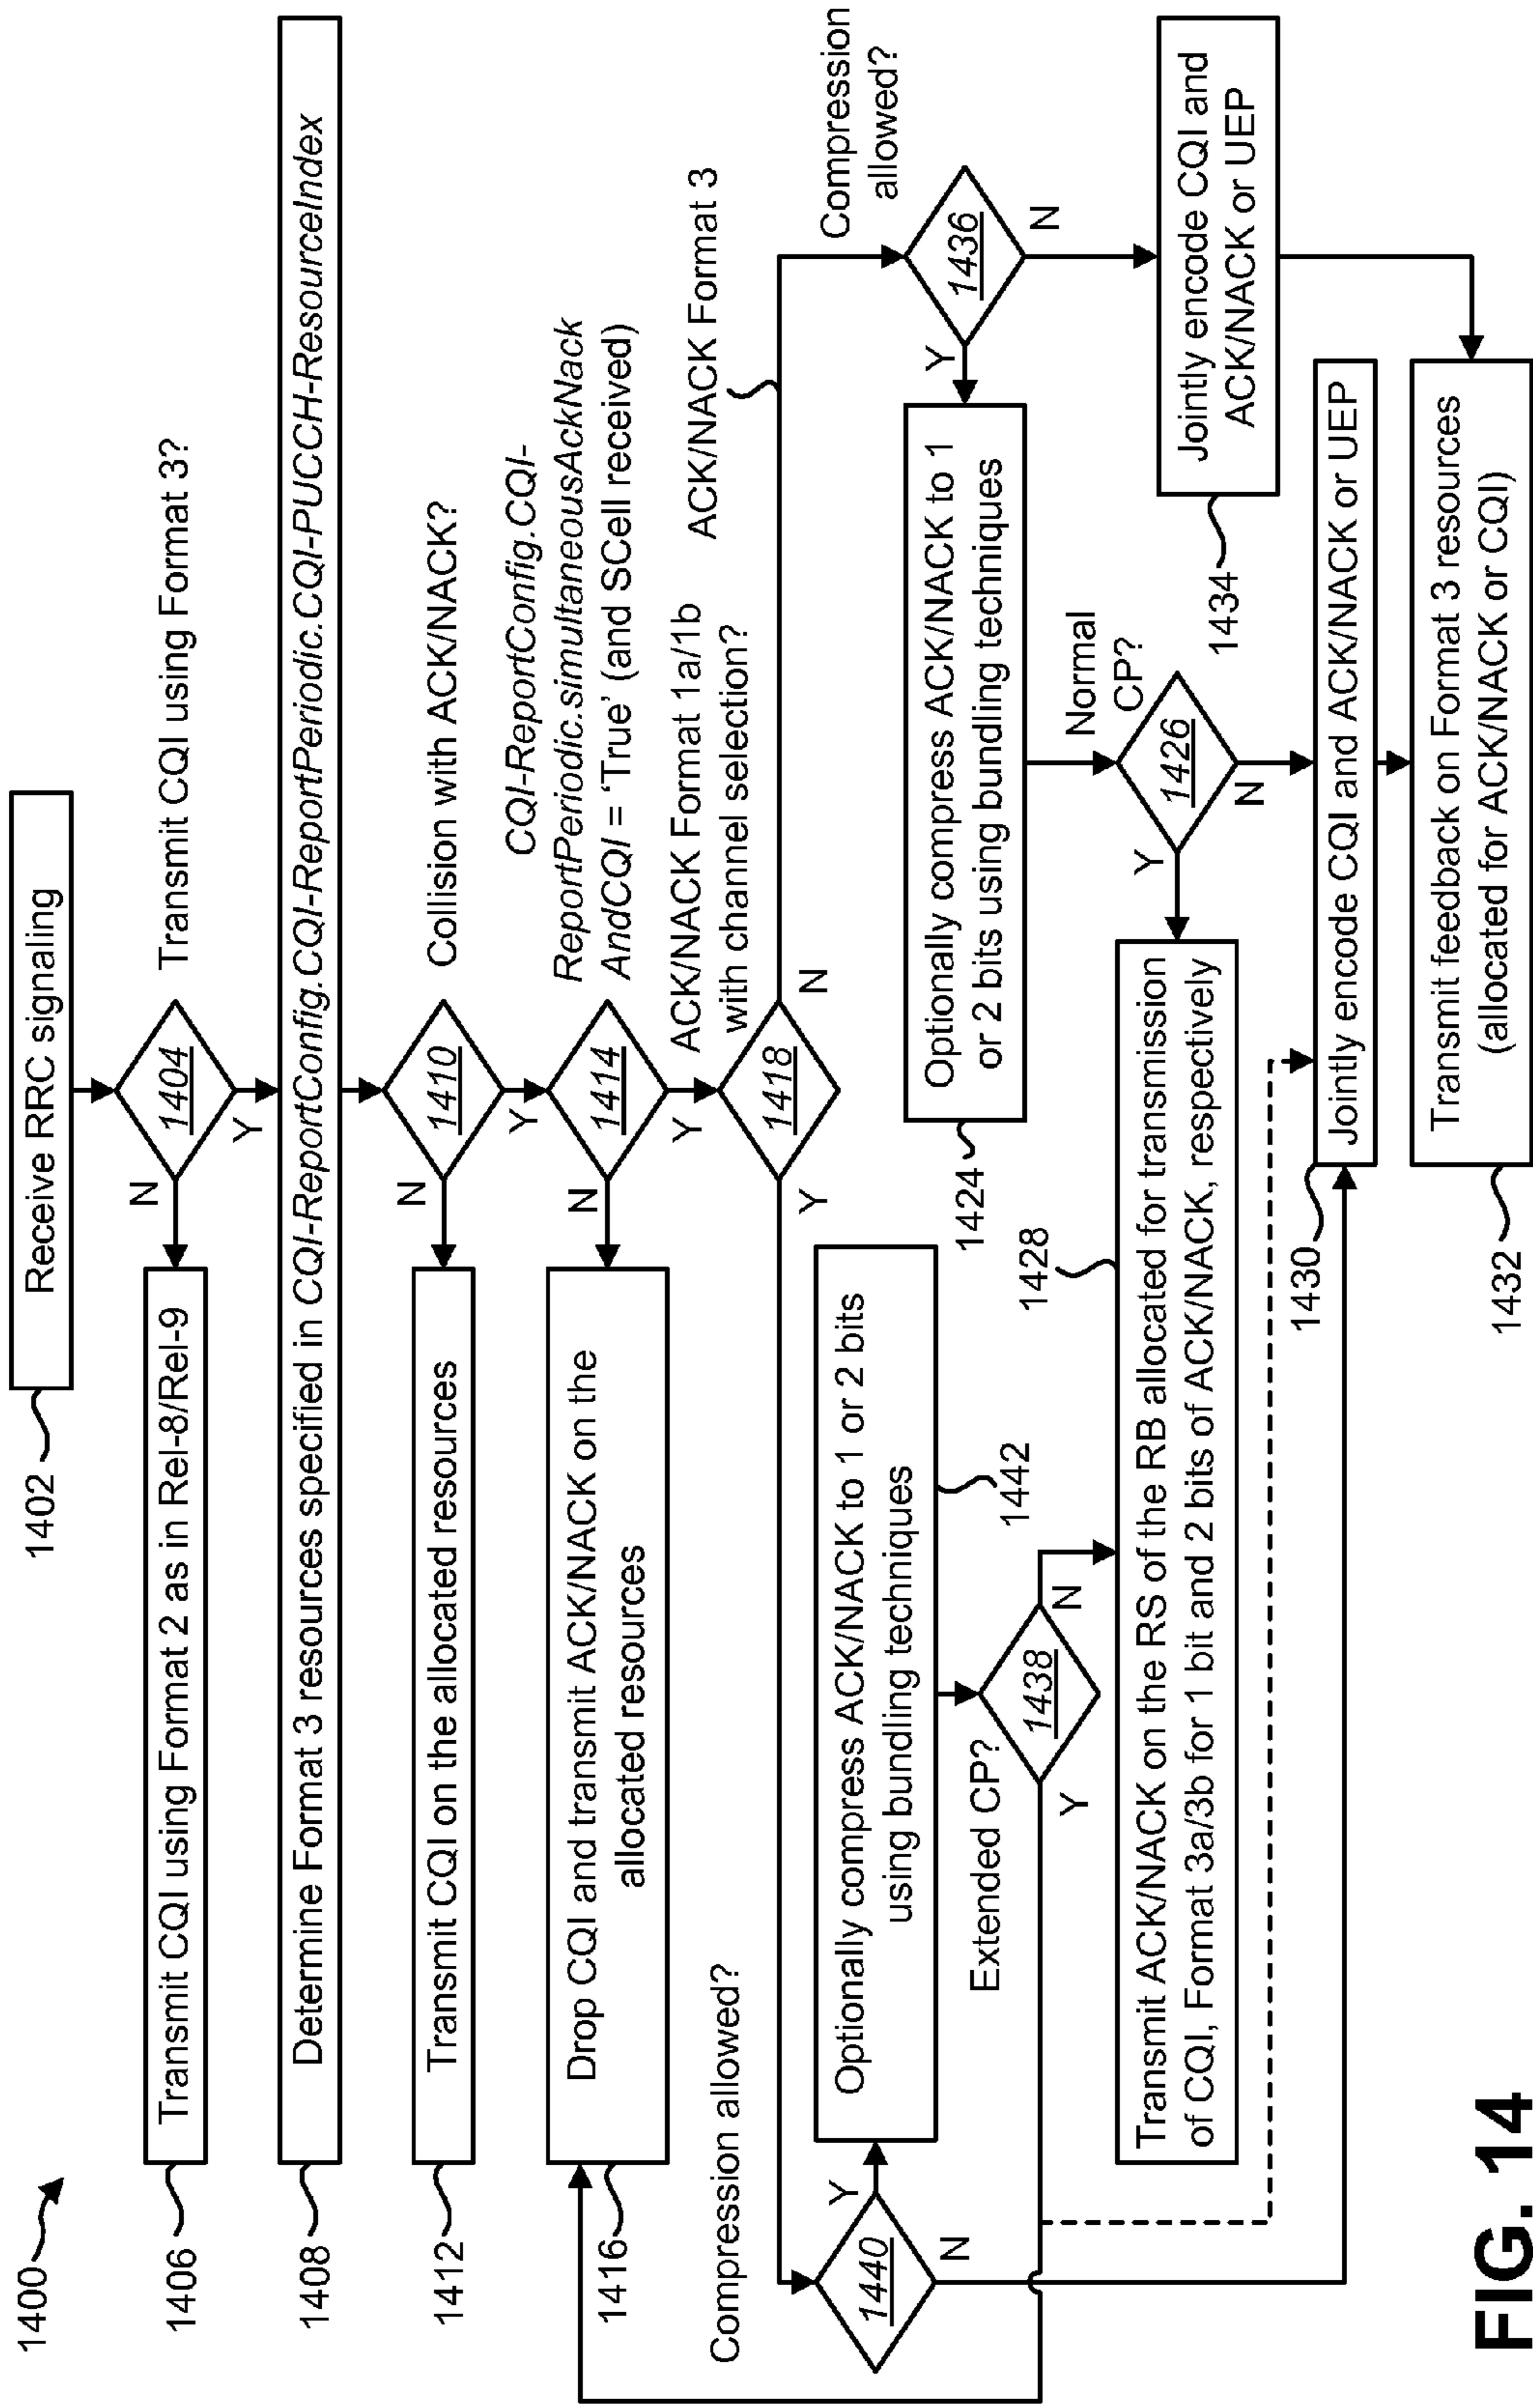 1400
1402
Receive RRC signaling
1404
Transmit CQI using Format 3?
N
Y
1406
Transmit CQI using Format 2 as in Rel-8/Rel-9
1408
Determine Format 3 resources specified in CQI-ReportConfig.CQI-ReportPeriodic.CQI-PUCCH-ResourceIndex
1410
Collision with ACK/NACK?
N
Y
1412
Transmit CQI on the allocated resources
1414
CQI-ReportConfig.CQI-
ReportPeriodic.simultaneousAckNack
AndCQI = 'True' (and SCell received)
N
Y
1416
Drop CQI and transmit ACK/NACK on the
allocated resources
ACK/NACK Format 1a/1b
with channel selection?
1418
Y
N
ACK/NACK Format 3
Compression allowed?
1440
Y
N
Optionally compress ACK/NACK to 1 or 2 bits
using bundling techniques
1442
Extended CP?
1438
Y
N
Compression
allowed?
1436
Y
N
1424
Optionally compress ACK/NACK to 1
or 2 bits using bundling techniques
Normal
CP?
1426
Y
N
1428
Transmit ACK/NACK on the RS of the RB allocated for transmission
of CQI, Format 3a/3b for 1 bit and 2 bits of ACK/NACK, respectively
1434
Jointly encode CQI and
ACK/NACK or UEP
1430
Jointly encode CQI and ACK/NACK or UEP
1432
Transmit feedback on Format 3 resources
(allocated for ACK/NACK or CQI)
FIG. 14